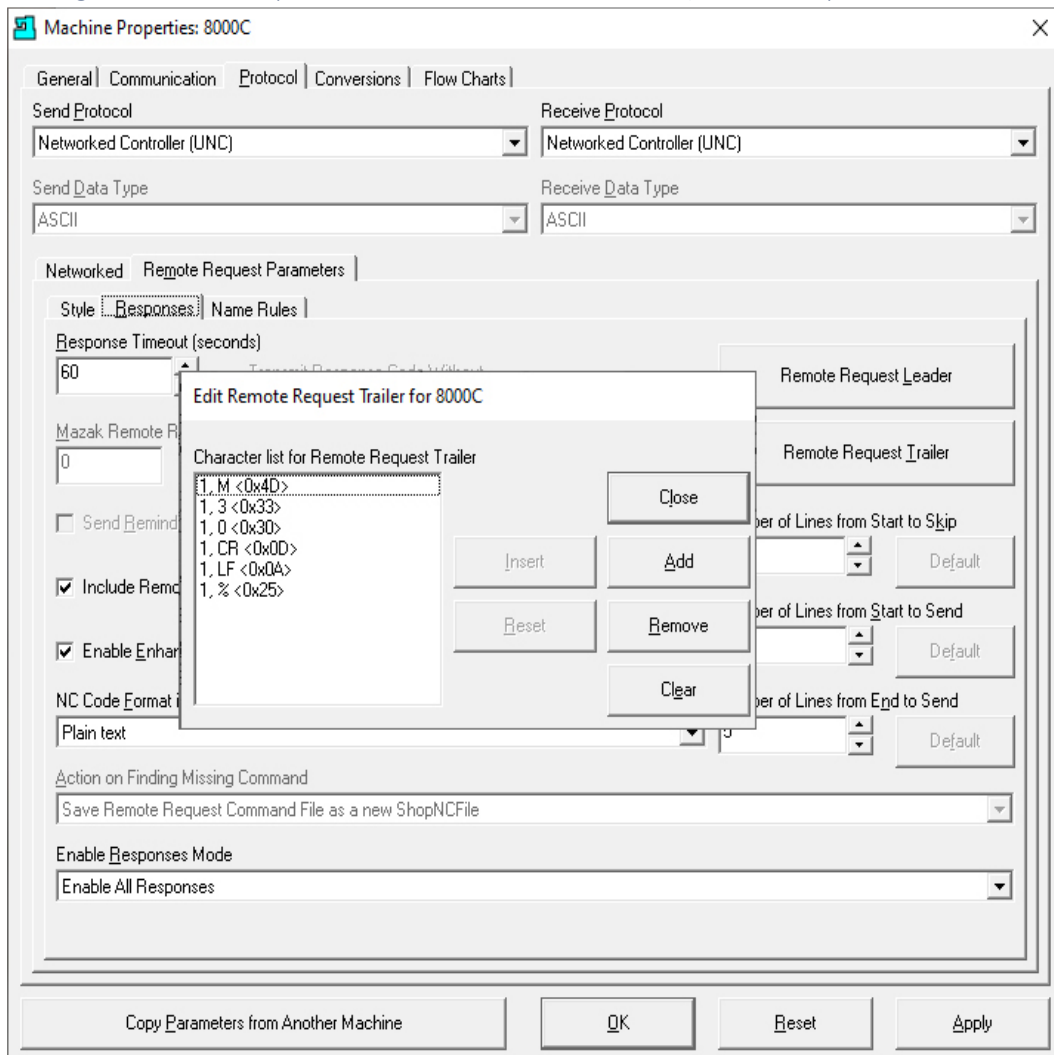 Machine Properties: 8000C
General Communication Protocol Conversions Flow Charts
Send Protocol
Receive Protocol
Networked Controller (UNC)
Networked Controller (UNC)
Send Data Type
Receive Data Type
ASCII
ASCII
Networked Remote Request Parameters
Style Responses Name Rules
Response Timeout (seconds)
60
Remote Request Leader
Mazak Remote R
0
Remote Request Trailer
Edit Remote Request Trailer for 8000C
Character list for Remote Request Trailer
1, M <0x4D>
1, 3 <0x33>
1, 0 <0x30>
1, CR <0x0D>
1, LF <0x0A>
1, % <0x25>
Close
Insert
Add
Reset
Remove
Clear
Send Remind
er of Lines from Start to Skip
Default
Include Remo
er of Lines from Start to Send
Enable Enhan
Default
NC Code Format i
er of Lines from End to Send
Plain text
Default
Action on Finding Missing Command
Save Remote Request Command File as a new ShopNCFile
Enable Responses Mode
Enable All Responses
Copy Parameters from Another Machine
OK
Reset
Apply